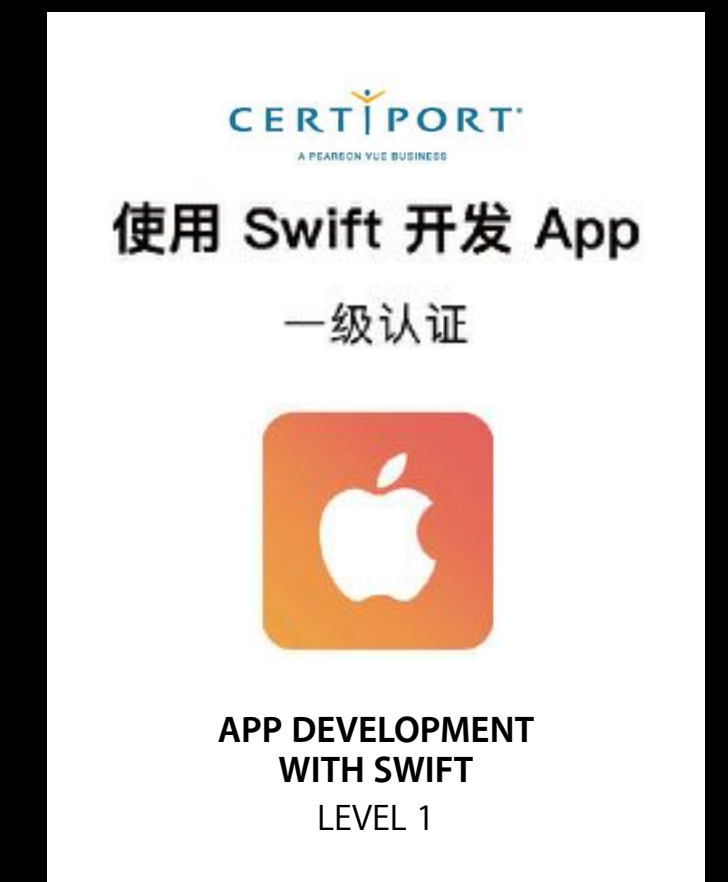 CERTIPORT
A PEARSON VUE BUSINESS
使用 Swift 开发 App
一级认证
APP DEVELOPMENT
WITH SWIFT
LEVEL 1